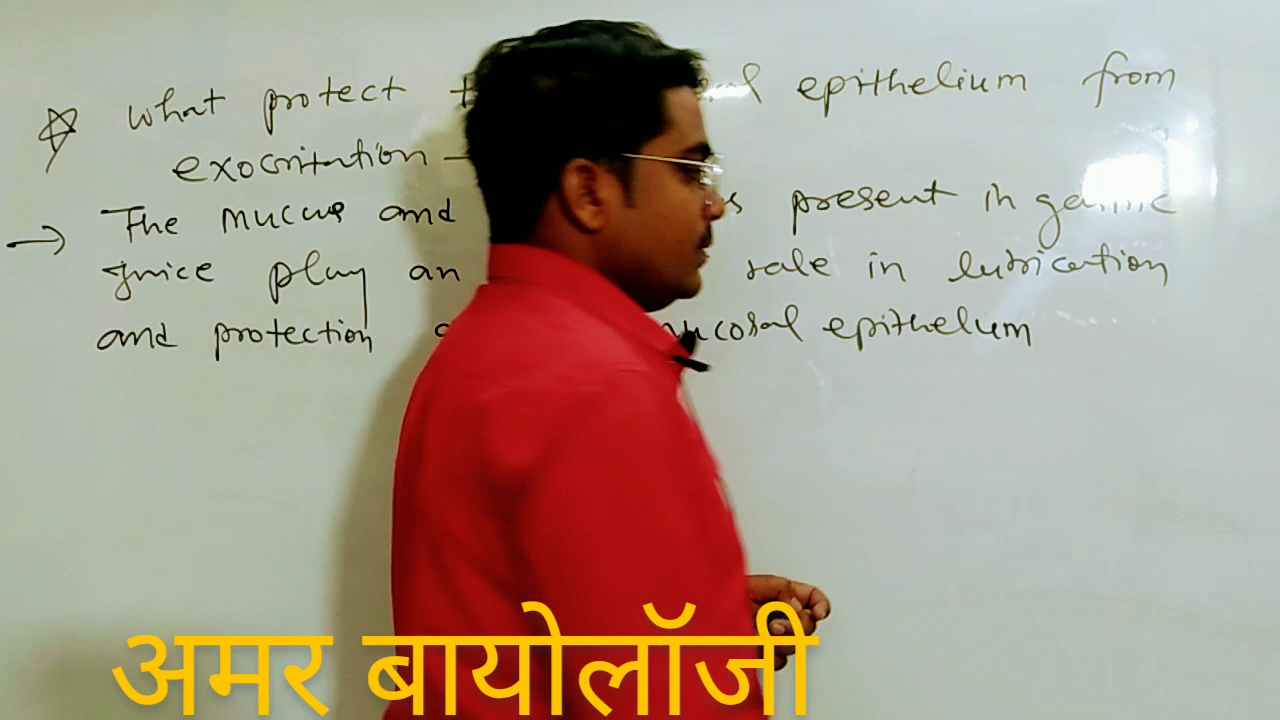 what protect epithelium from
exocritation –
→ The mucus and present in
juice play an role in lubrication
and protection mucosal epithelum
अमर बायोलॉजी